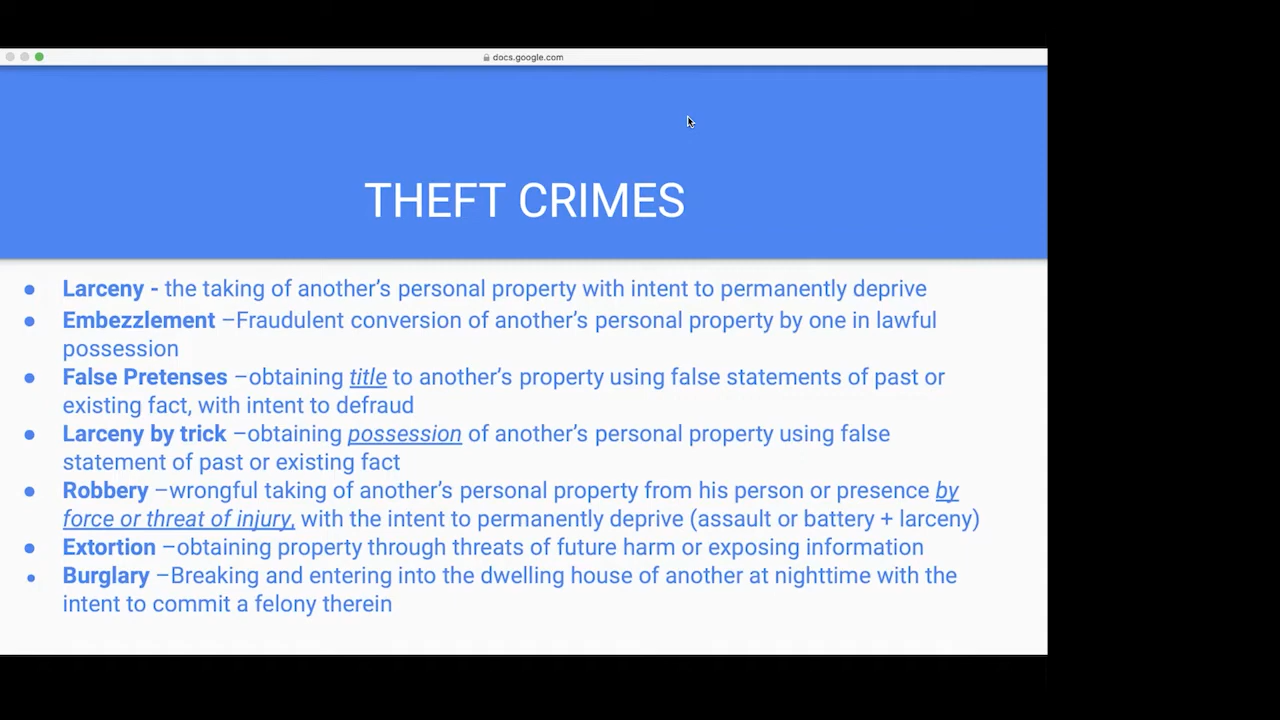 docs.google.com
THEFT CRIMES
● Larceny - the taking of another’s personal property with intent to permanently deprive
● Embezzlement –Fraudulent conversion of another’s personal property by one in lawful
possession
● False Pretenses –obtaining title to another’s property using false statements of past or
existing fact, with intent to defraud
● Larceny by trick –obtaining possession of another’s personal property using false
statement of past or existing fact
● Robbery –wrongful taking of another’s personal property from his person or presence by
force or threat of injury, with the intent to permanently deprive (assault or battery + larceny)
● Extortion –obtaining property through threats of future harm or exposing information
● Burglary –Breaking and entering into the dwelling house of another at nighttime with the
intent to commit a felony therein